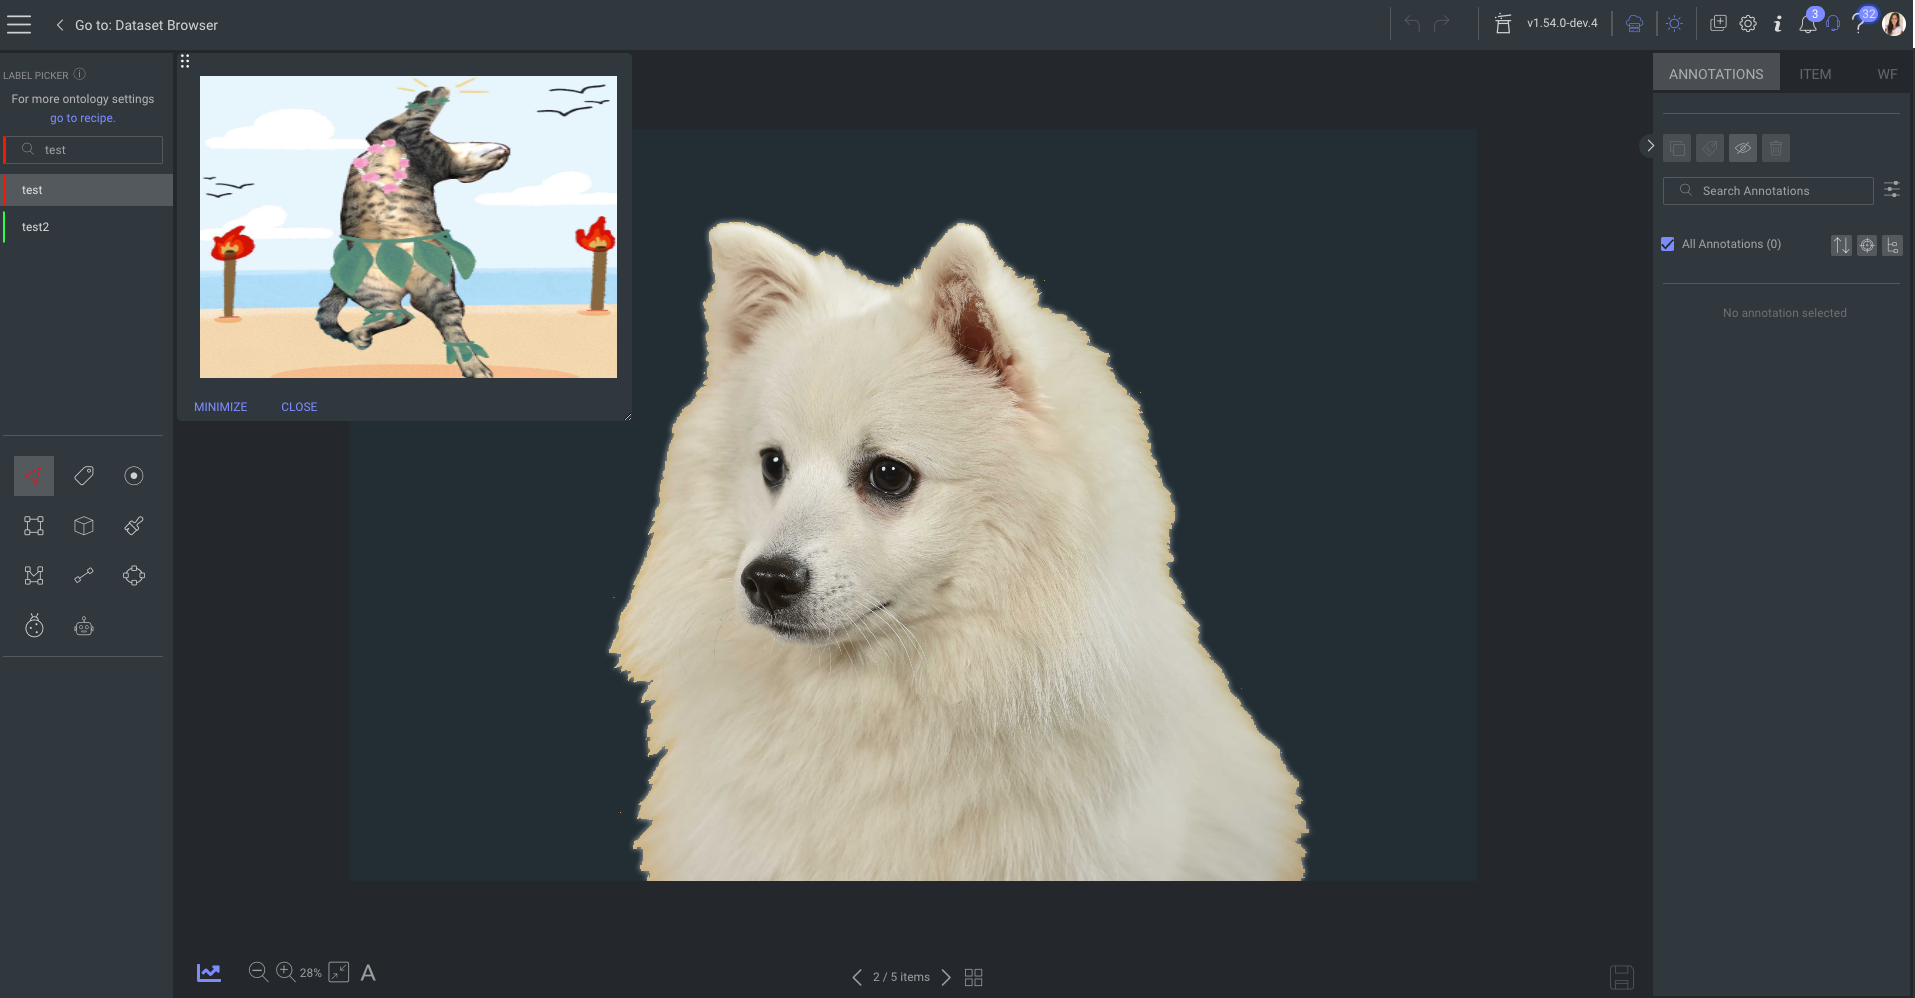 Go to: Dataset Browser
v1.54.0-dev.4
3
32
LABEL PICKER
For more ontology settings
go to recipe.
test
test
test2
MINIMIZE CLOSE
28%
A
2 / 5 items
ANNOTATIONS ITEM WF
Search Annotations
All Annotations (0)
No annotation selected